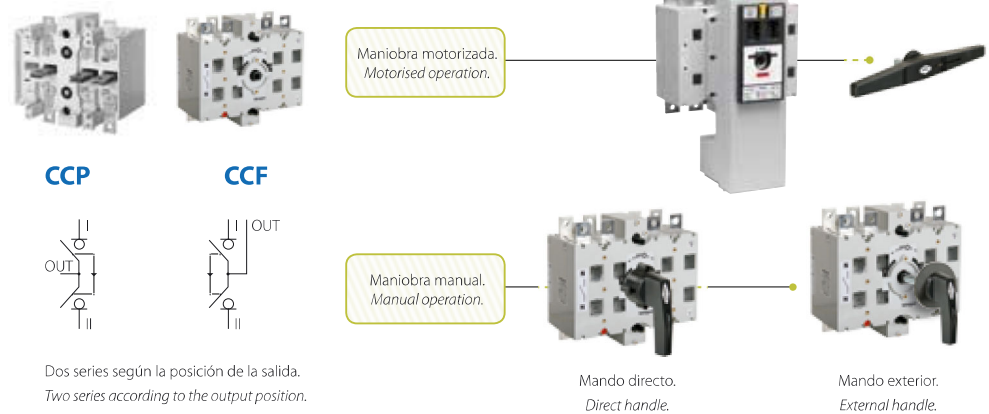 Maniobra motorizada.
Motorised operation.
CCP
CCF
I
OUT
II
I
OUT
II
Maniobra manual.
Manual operation.
Dos series según la posición de la salida.
Two series according to the output position.
Mando directo.
Direct handle.
Mando exterior.
External handle.